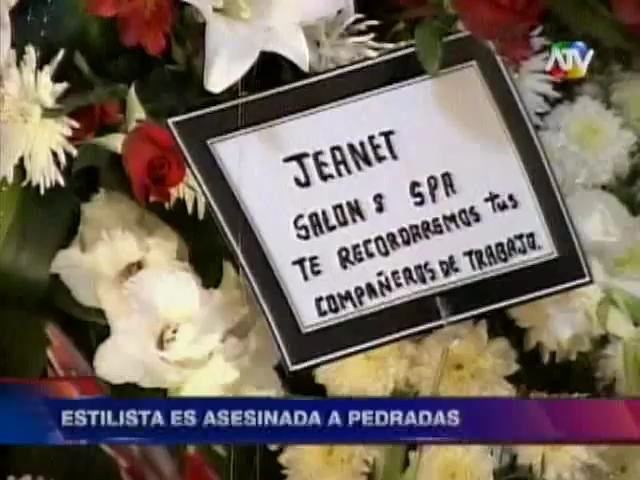 ATV
JEANET
SALON & SPA
TE RECORDAREMOS tus
COMPAÑEROS DE TRABAJO.
ESTILISTA ES ASESINADA A PEDRADAS